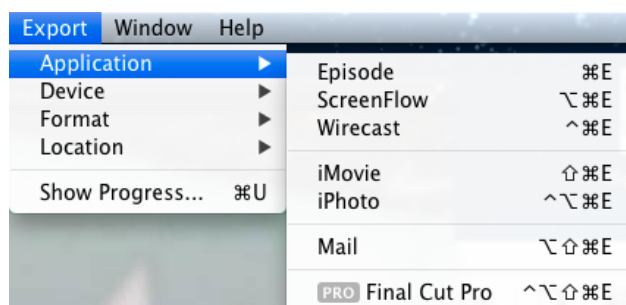 Export Window Help
Application ▶
Device ▶
Format ▶
Location ▶
Show Progress... ⌘U
Episode ⌘E
ScreenFlow ⌥⌘E
Wirecast ^⌘E
iMovie ⇧⌘E
iPhoto ^⌥⌘E
Mail ⌥⇧⌘E
PRO Final Cut Pro ^⌥⇧⌘E